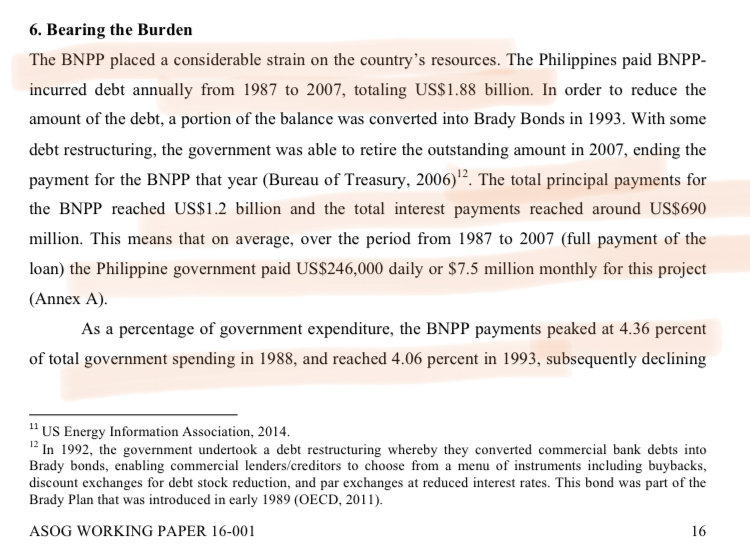 6. Bearing the Burden
The BNPP placed a considerable strain on the country's resources. The Philippines paid BNPP-
incurred debt annually from 1987 to 2007, totaling US$1.88 billion. In order to reduce the
amount of the debt, a portion of the balance was converted into Brady Bonds in 1993. With some
debt restructuring, the government was able to retire the outstanding amount in 2007, ending the
payment for the BNPP that year (Bureau of Treasury, 2006)12. The total principal payments for
the BNPP reached US$1.2 billion and the total interest payments reached around US$690
million. This means that on average, over the period from 1987 to 2007 (full payment of the
loan) the Philippine government paid US$246,000 daily or $7.5 million monthly for this project
(Annex A).
As a percentage of government expenditure, the BNPP payments peaked at 4.36 percent
of total government spending in 1988, and reached 4.06 percent in 1993, subsequently declining
11 US Energy Information Association, 2014.
12 In 1992, the government undertook a debt restructuring whereby they converted commercial bank debts into
Brady bonds, enabling commercial lenders/creditors to choose from a menu of instruments including buybacks,
discount exchanges for debt stock reduction, and par exchanges at reduced interest rates. This bond was part of the
Brady Plan that was introduced in early 1989 (OECD, 2011).
ASOG WORKING PAPER 16-001 16